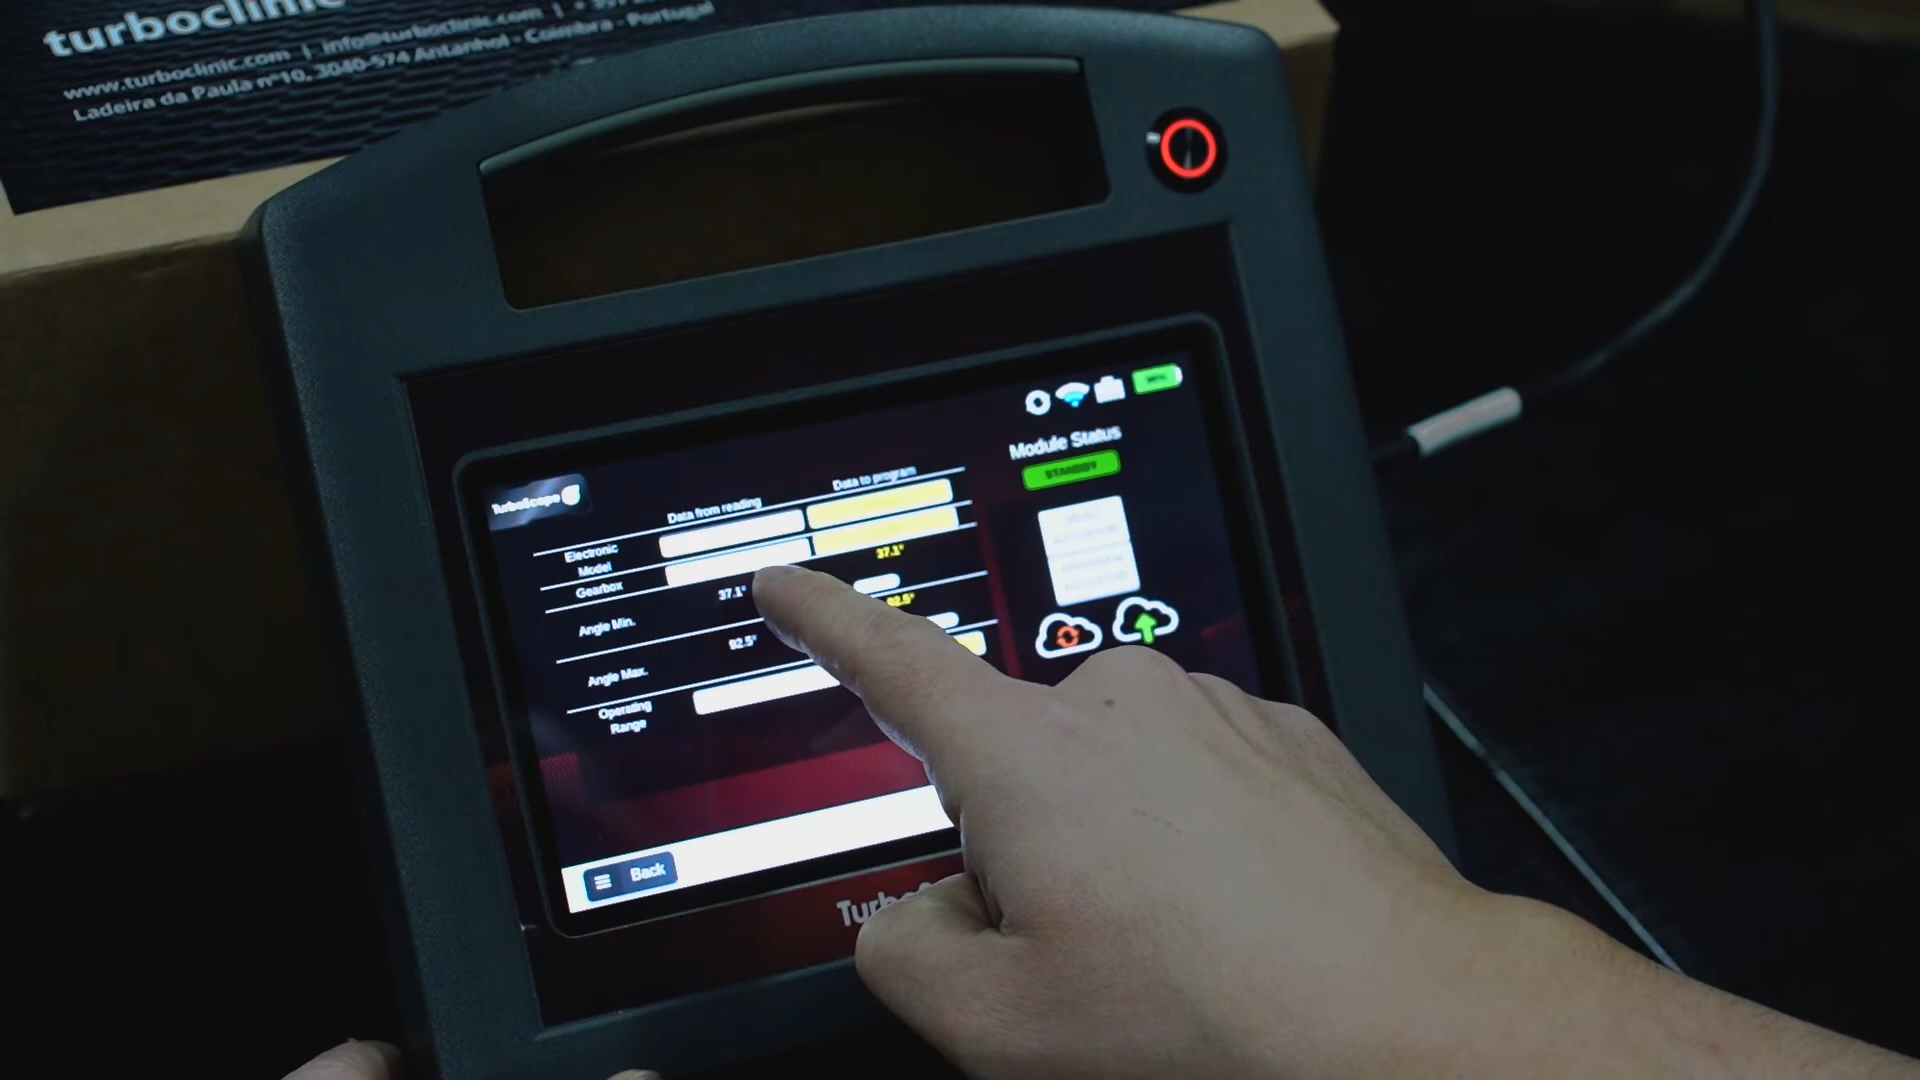 turboclinic
www.turboclinic.com | info@turboclinic.com |
Ladeira da Paula nº10, 3040-574 Antanhol - Coimbra - Portugal
TurboScope
Data from reading
Data to program
Module Status
STANDBY
Electronic
Model
Gearbox
37.1°
37.1°
Angle Min.
92.5°
92.5°
Angle Max.
Operating
Range
Back